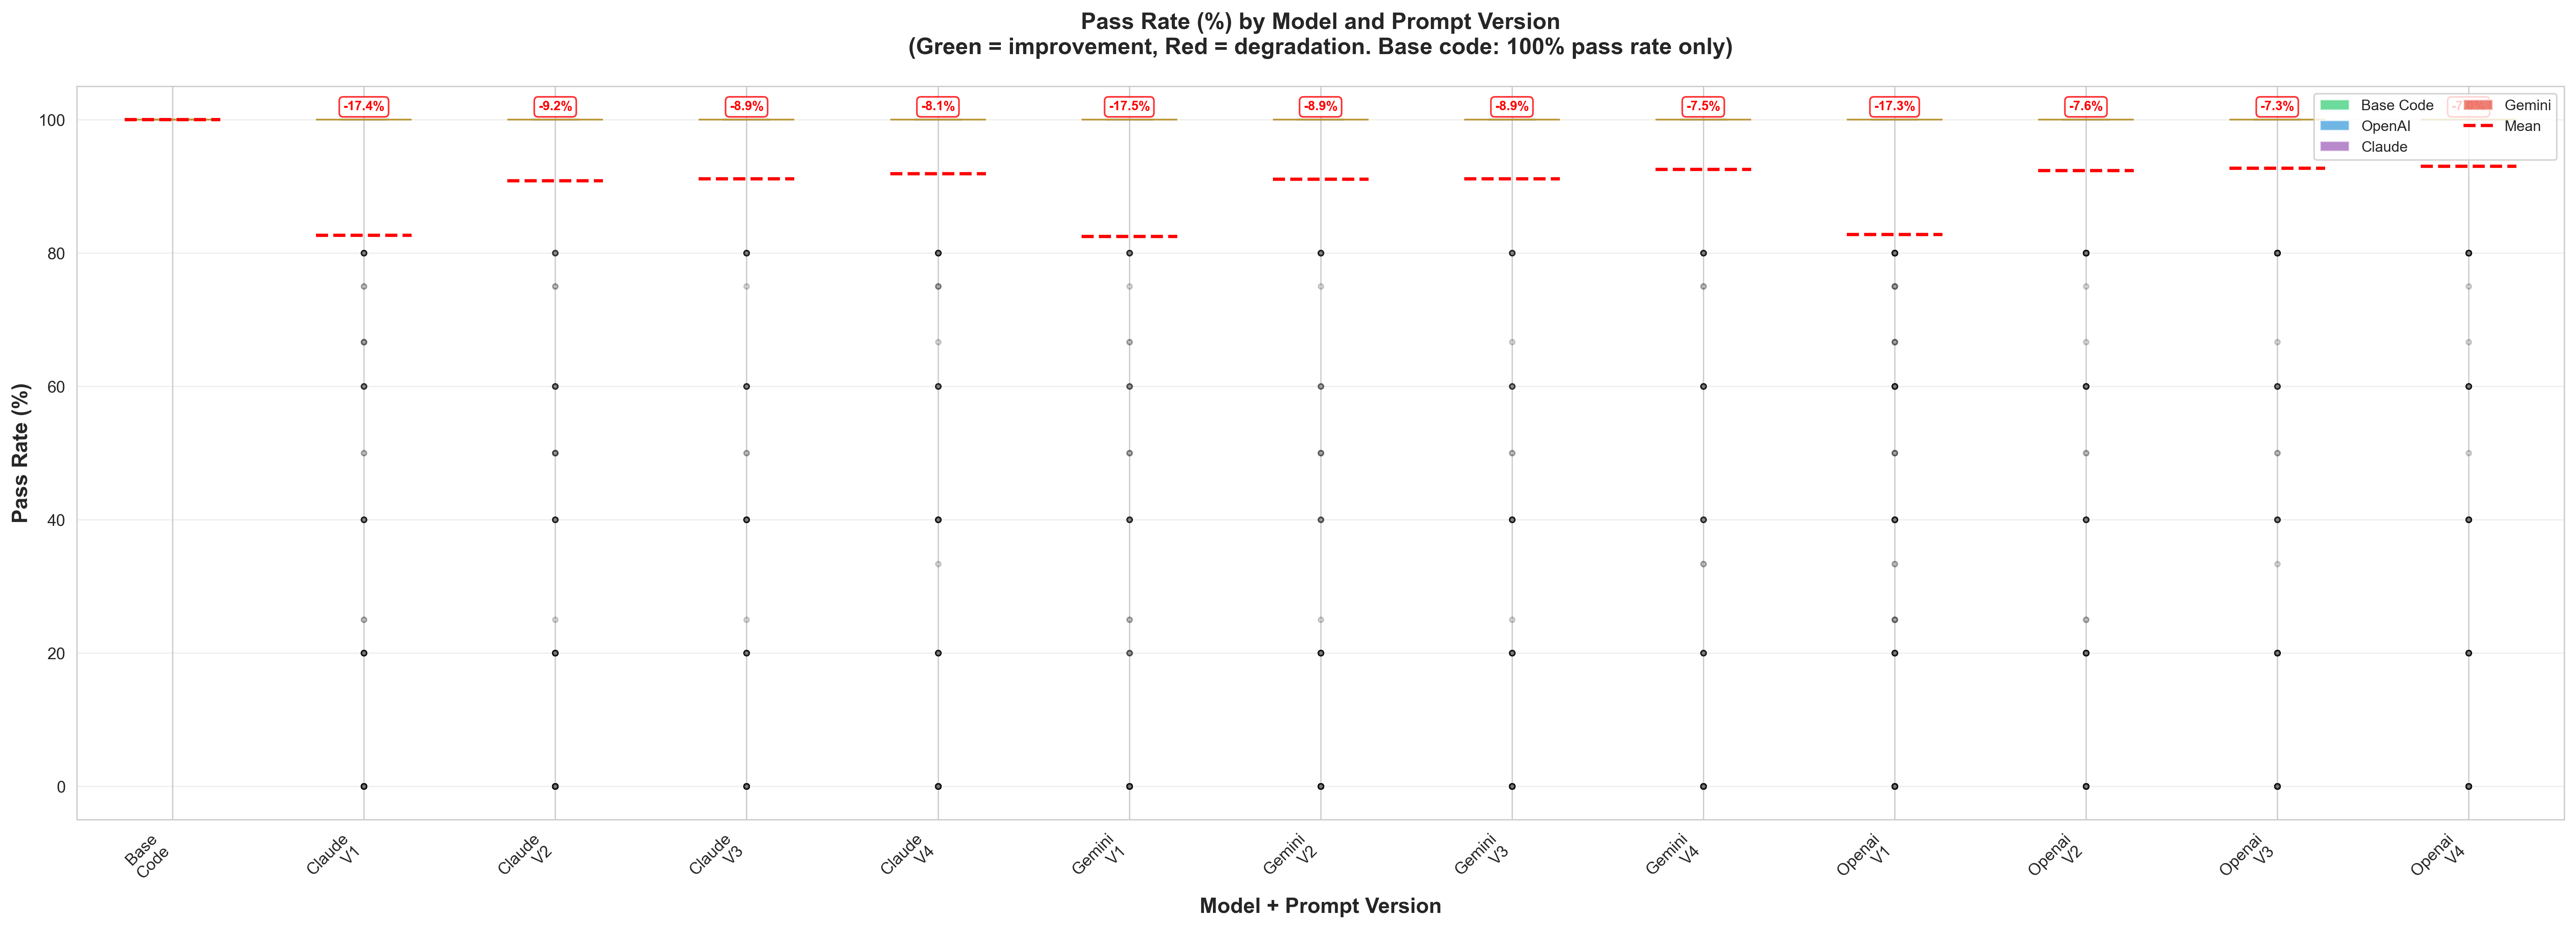 Pass Rate (%) by Model and Prompt Version
(Green = improvement, Red = degradation. Base code: 100% pass rate only)
-17.4%
-9.2%
-8.9%
-8.1%
-17.5%
-8.9%
-8.9%
-7.5%
-17.3%
-7.6%
-7.3%
Base Code
OpenAI
Claude
Gemini
Mean
Pass Rate (%)
100
80
60
40
20
0
Base
Code
Claude
V1
Claude
V2
Claude
V3
Claude
V4
Gemini
V1
Gemini
V2
Gemini
V3
Gemini
V4
Openai
V1
Openai
V2
Openai
V3
Openai
V4
Model + Prompt Version